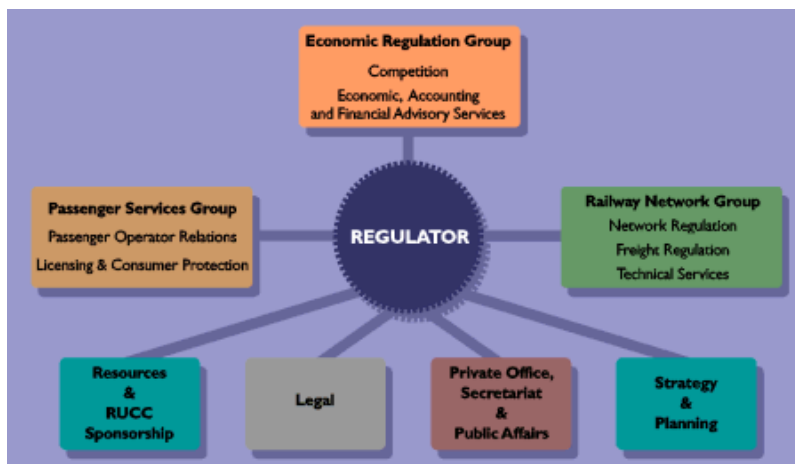 Economic Regulation Group
Competition
Economic, Accounting
and Financial Advisory Services
Passenger Services Group
Passenger Operator Relations
Licensing & Consumer Protection
REGULATOR
Railway Network Group
Network Regulation
Freight Regulation
Technical Services
Resources
&
RUCC
Sponsorship
Legal
Private Office,
Secretariat
&
Public Affairs
Strategy
&
Planning